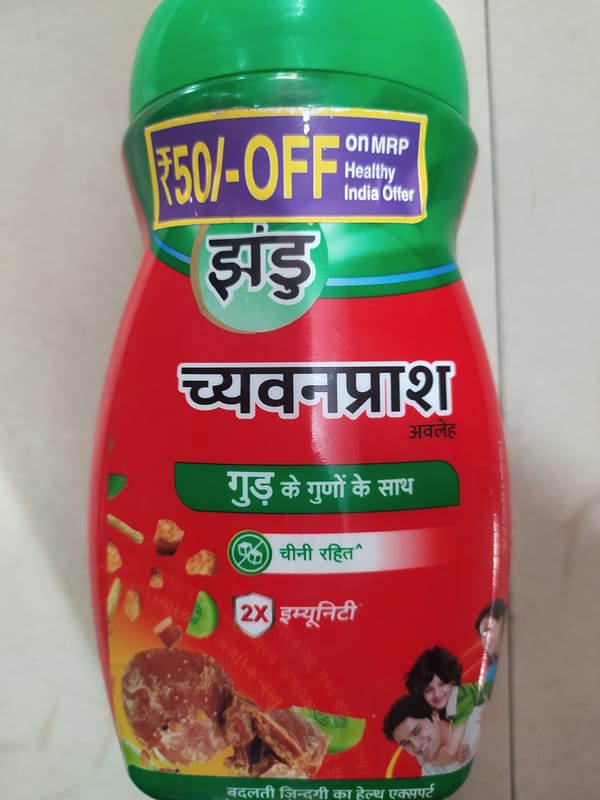 ₹50/-OFF
on MRP
Healthy
India Offer
झंडु
च्यवनप्राश
अवलेह
गुड़ के गुणों के साथ
चीनी रहित^
2X इम्यूनिटी
बदलती ज़िन्दगी का हेल्थ एक्सपर्ट